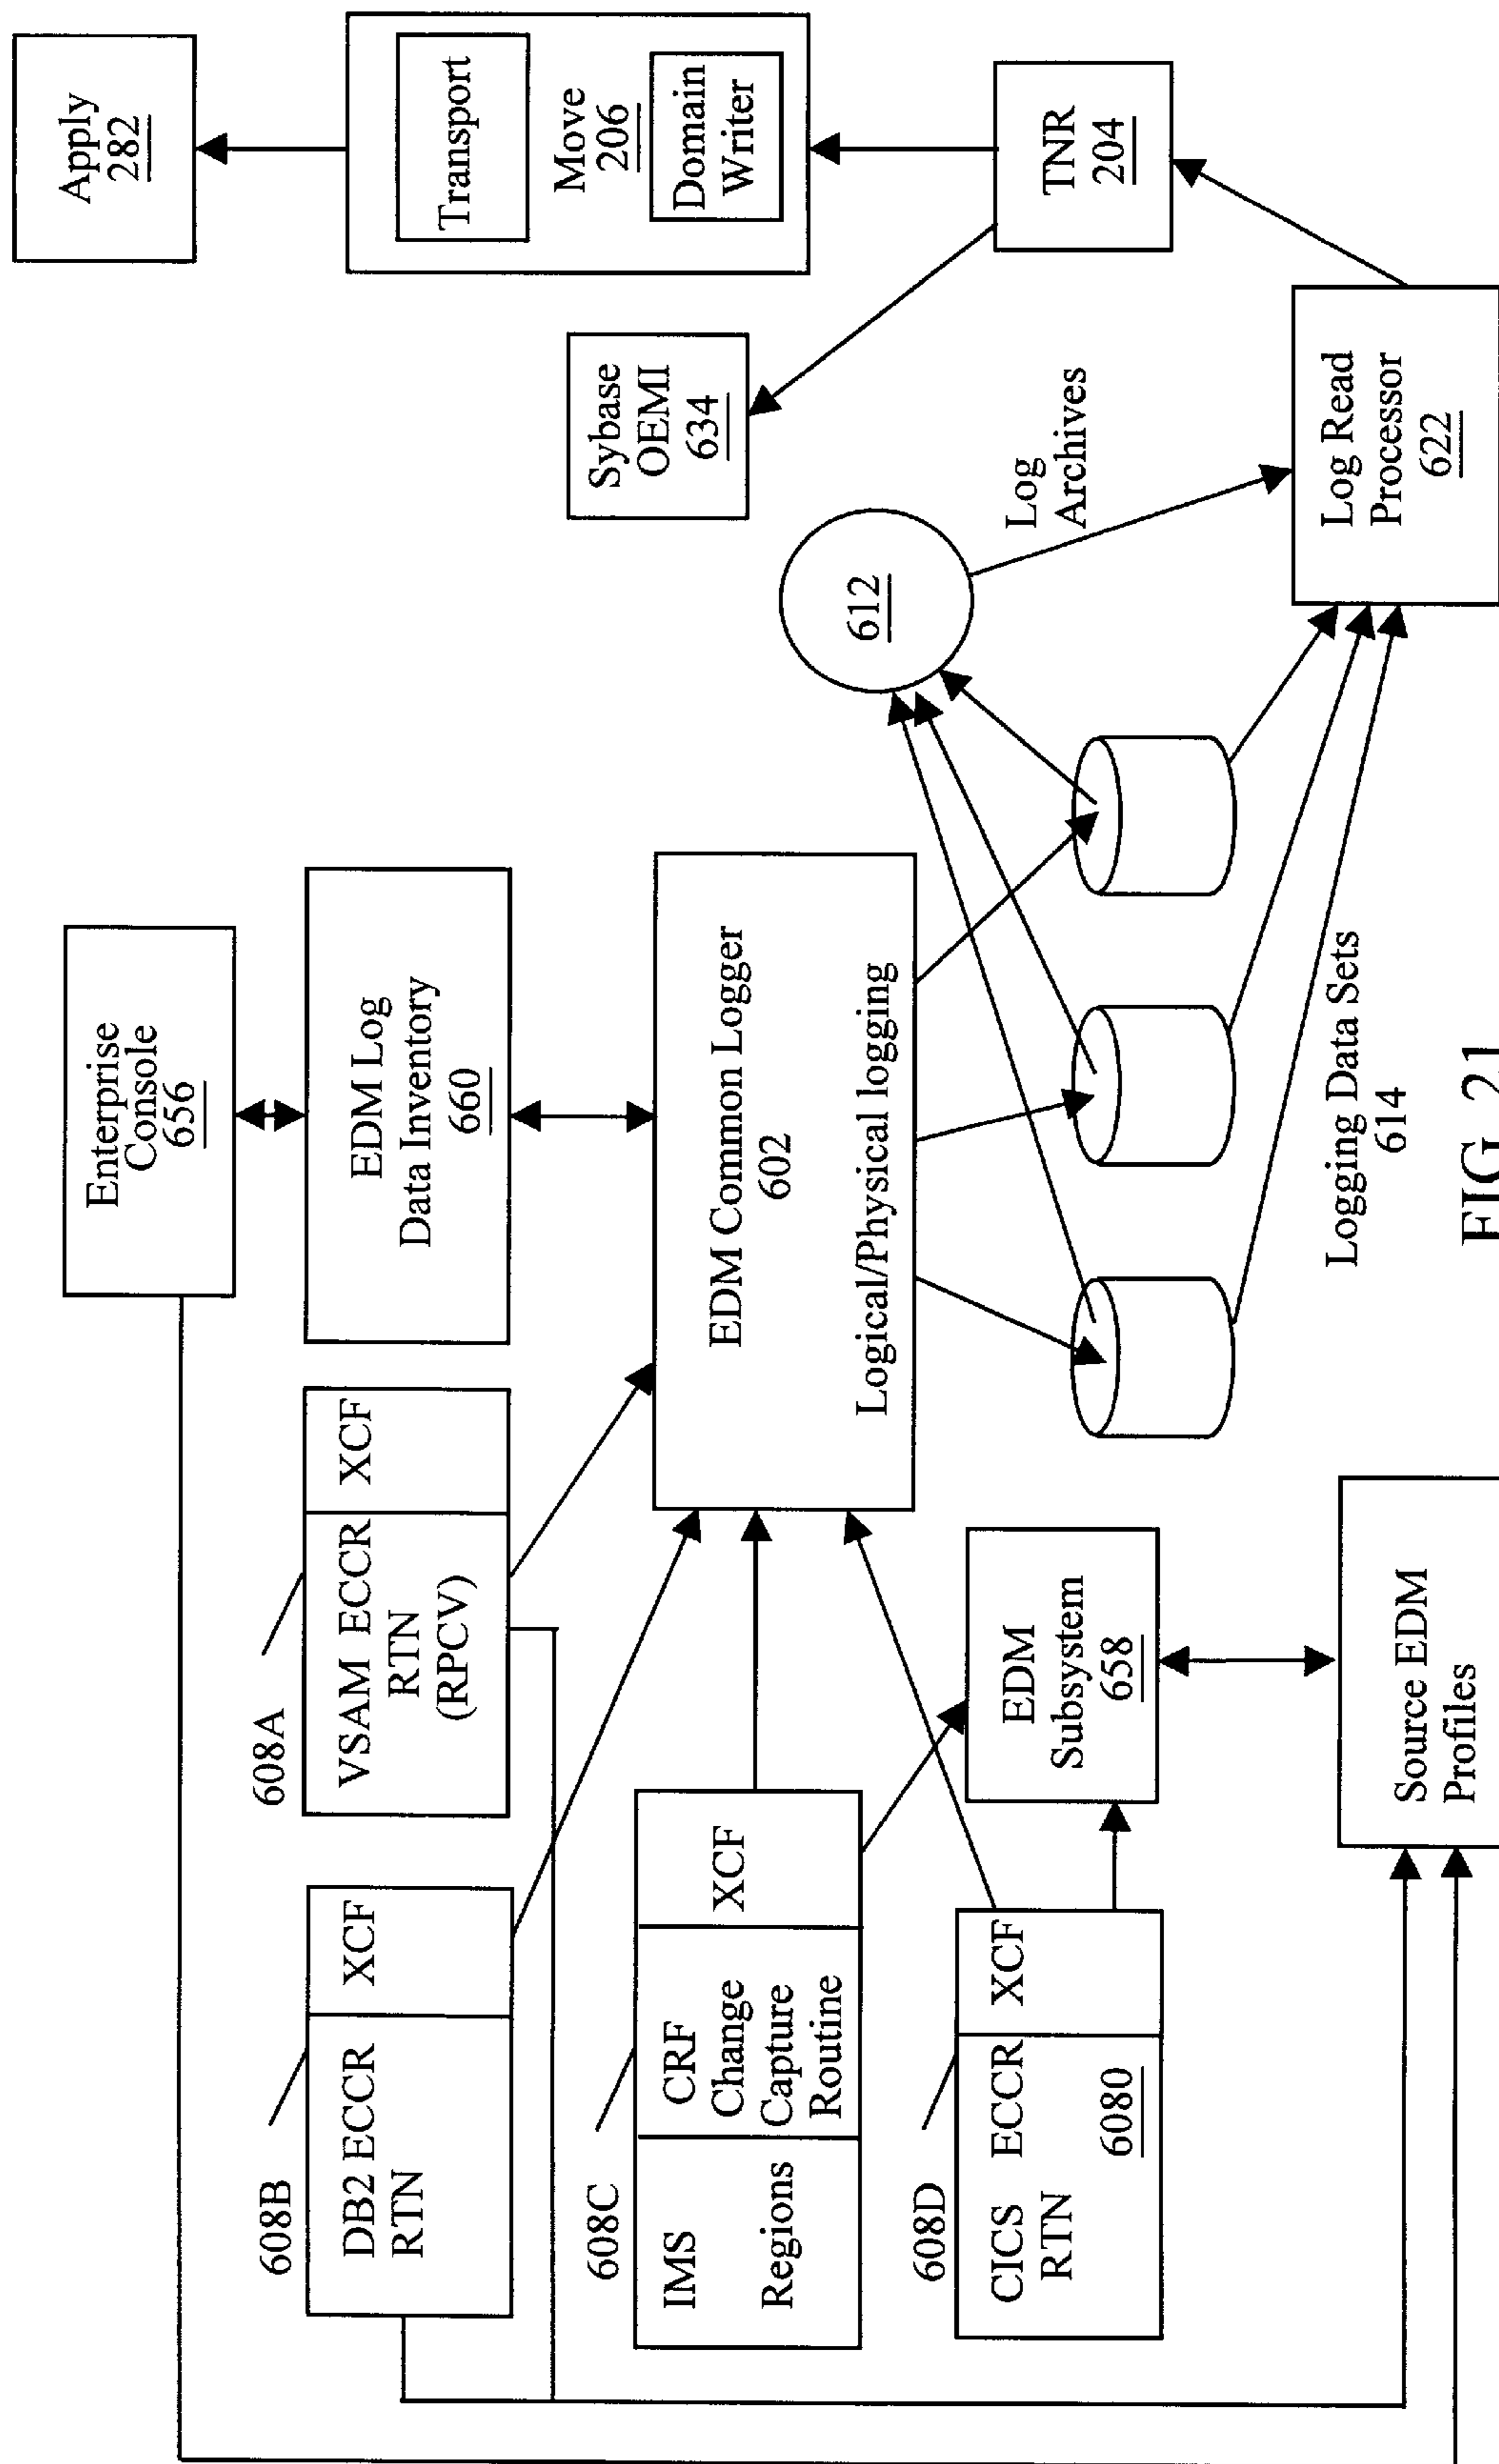 Enterprise
Console
656
EDM Log
Data Inventory
660
608A
VSAM ECCR
RTN
(RPCV)
XCF
608B
DB2 ECCR
RTN
XCF
EDM Common Logger
602
Logical/Physical logging
608C
IMS
Regions
CRF
Change
Capture
Routine
XCF
608D
CICS ECCR
RTN
6080
XCF
EDM
Subsystem
658
Source EDM
Profiles
Logging Data Sets
614
612
Log
Archives
Log Read
Processor
622
TNR
204
Sybase
OEMI
634
Transport
Move
206
Domain
Writer
Apply
282
FIG. 21